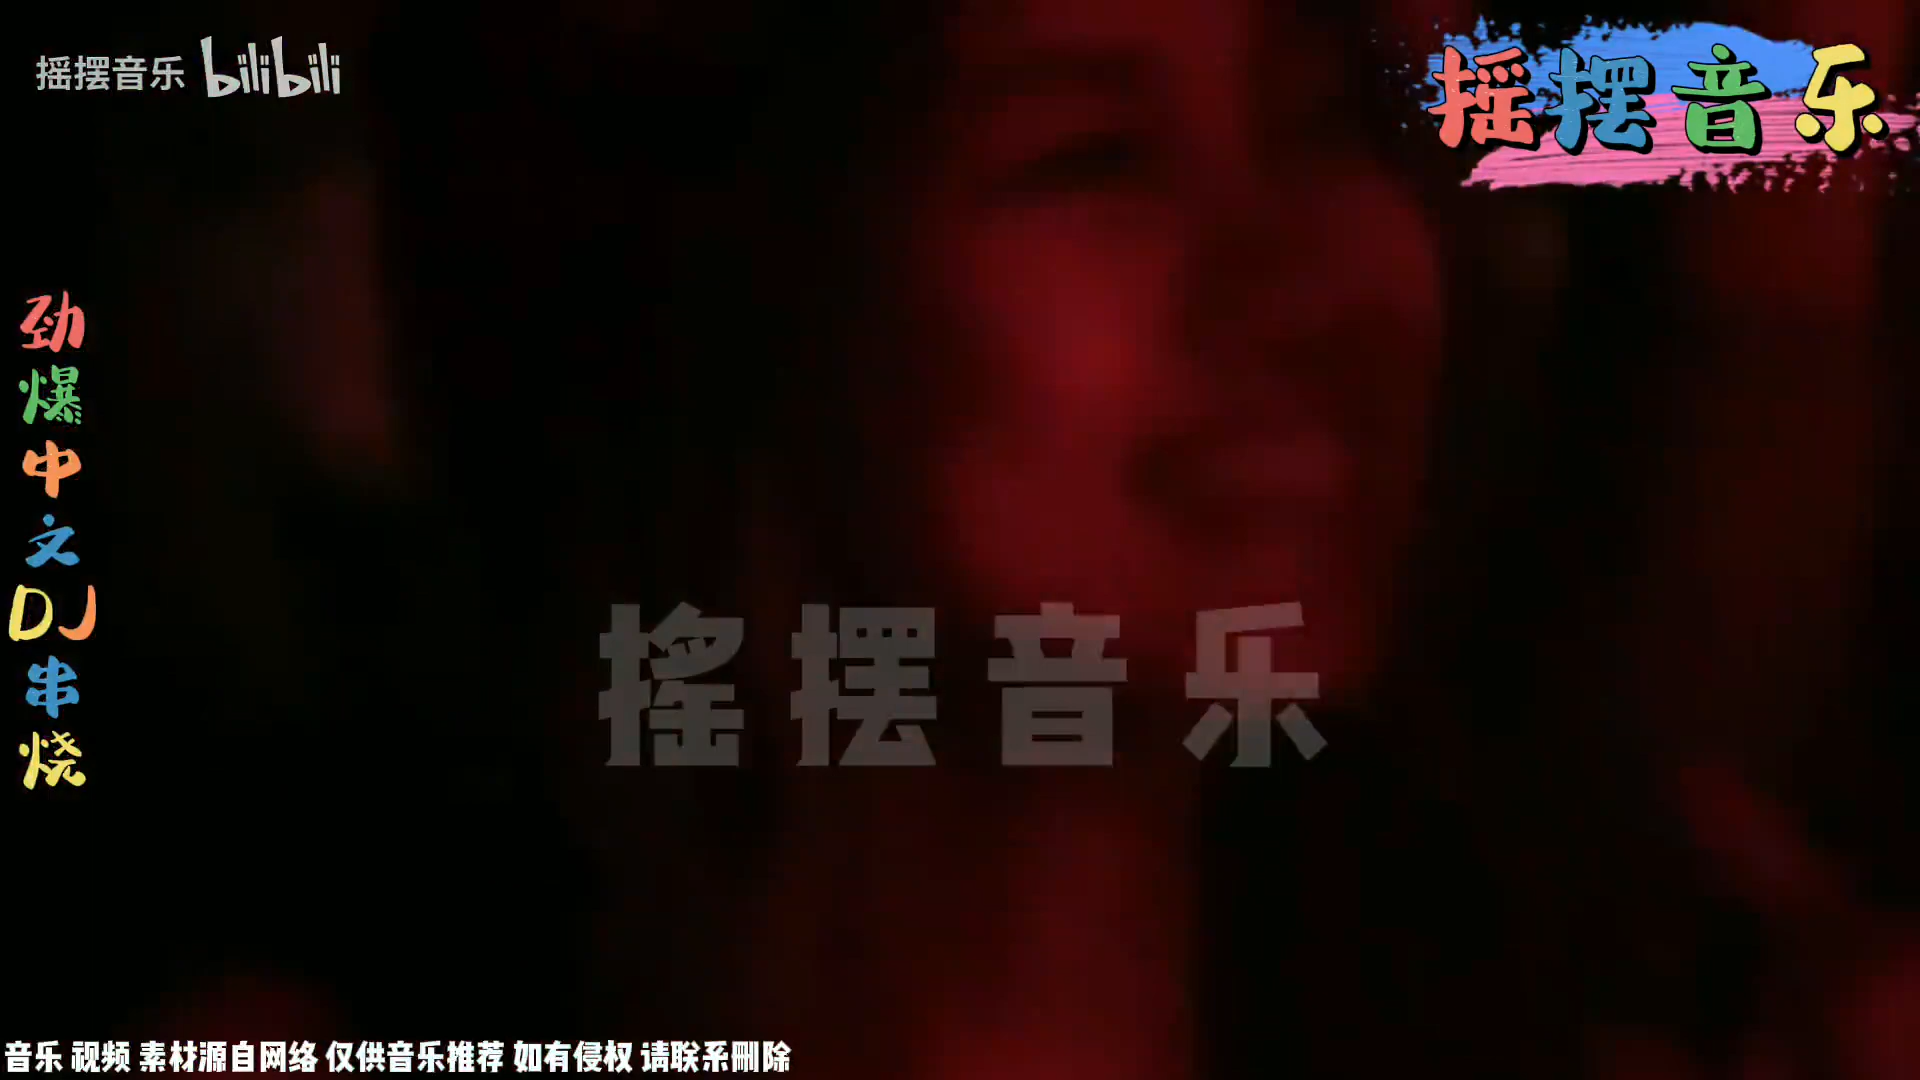 摇摆音乐 bilibili
摇摆音乐
劲爆中文DJ串烧
摇摆音乐
音乐 视频 素材源自网络 仅供音乐推荐 如有侵权 请联系删除